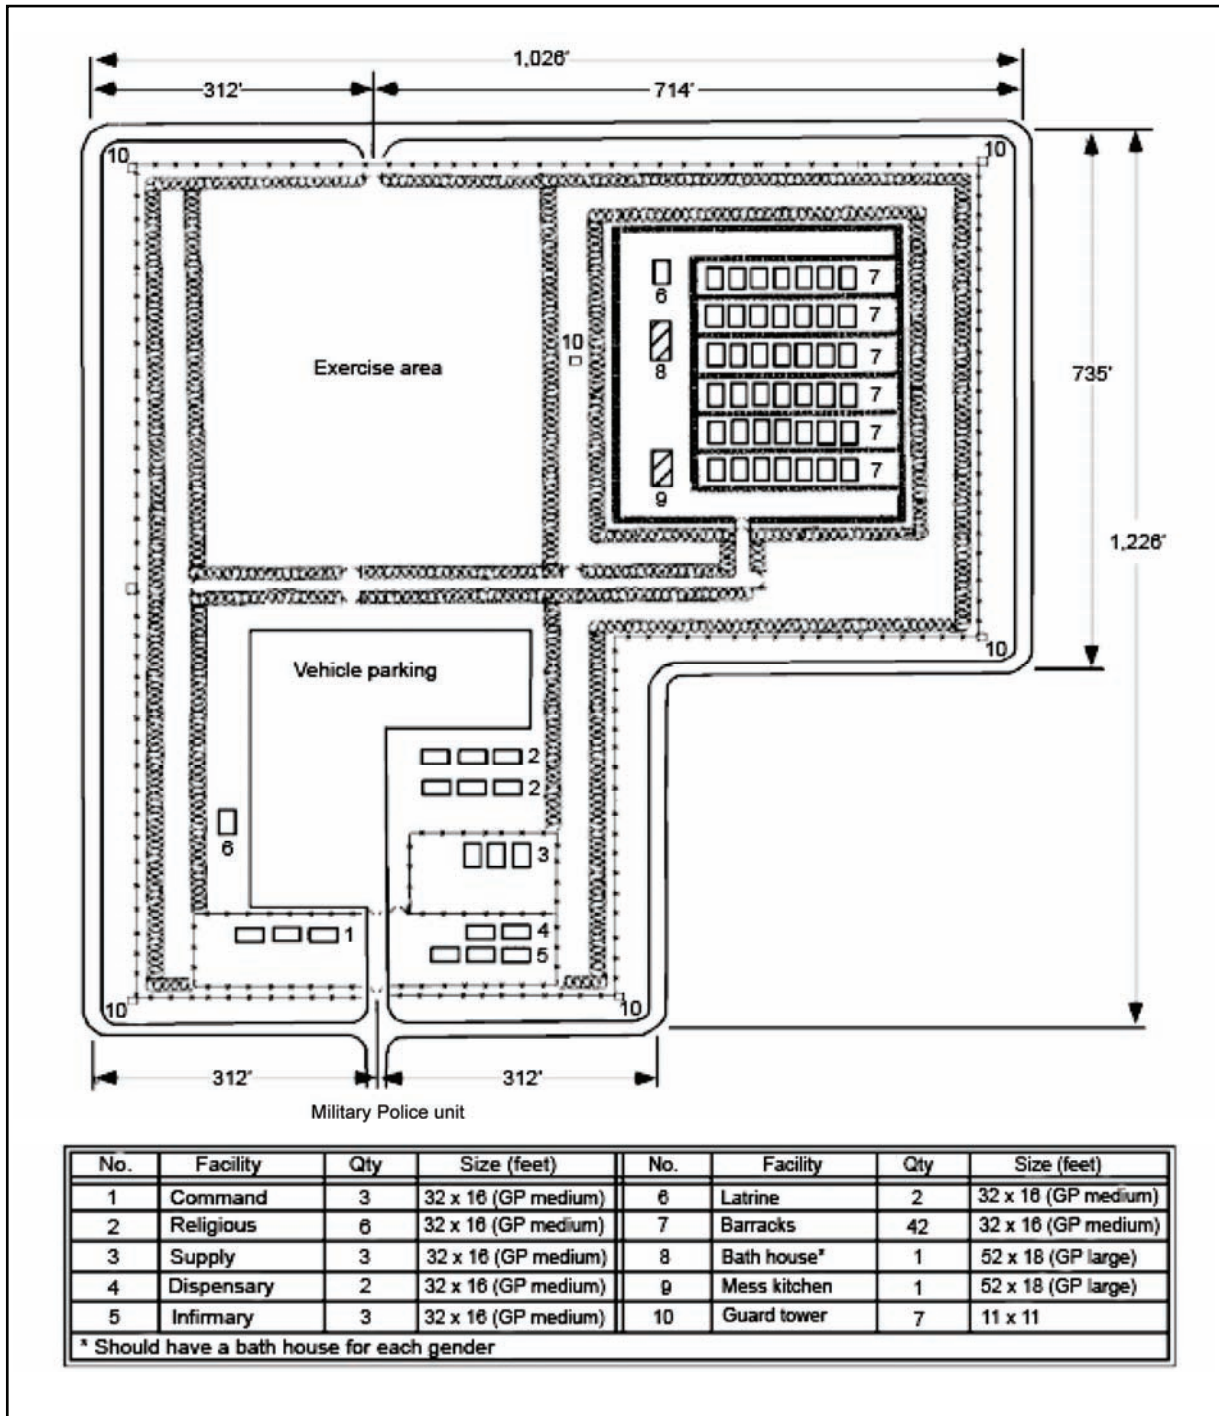 1,026'
312'
714'
10
10
6
7
7
10
Exercise area
8
7
735'
7
7
9
7
1,226'
10
Vehicle parking
2
2
6
3
1
4
5
10
10
312'
312'
Military Police unit
No. Facility Qty Size (feet) No. Facility Qty Size (feet)
1 Command 3 32 x 16 (GP medium) 6 Latrine 2 32 x 16 (GP medium)
2 Religious 6 32 x 16 (GP medium) 7 Barracks 42 32 x 16 (GP medium)
3 Supply 3 32 x 16 (GP medium) 8 Bath house* 1 52 x 18 (GP large)
4 Dispensary 2 32 x 16 (GP medium) 9 Mess kitchen 1 52 x 18 (GP large)
5 Infirmary 3 32 x 16 (GP medium) 10 Guard tower 7 11 x 11
* Should have a bath house for each gender